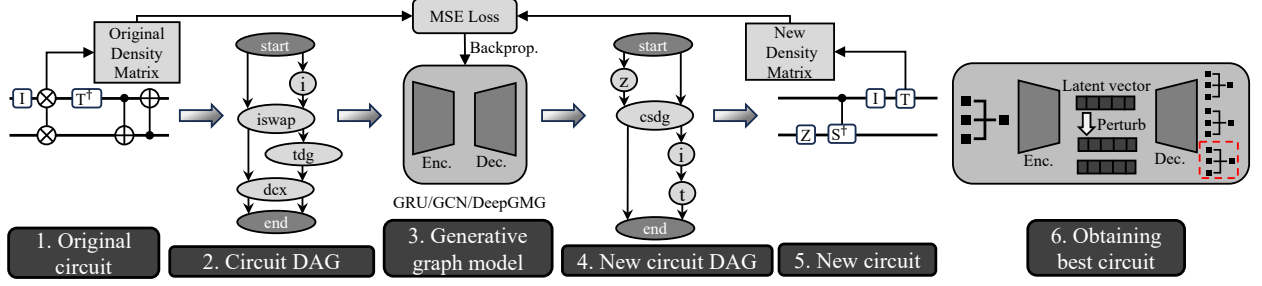 Original
Density
Matrix
I
T†
start
i
iswap
tdg
dcx
end
MSE Loss
Backprop.
Enc.
Dec.
GRU/GCN/DeepGMG
start
z
csdg
i
t
end
New
Density
Matrix
I
T
Z
S†
Latent vector
Perturb
Enc.
Dec.
1. Original
circuit
2. Circuit DAG
3. Generative
graph model
4. New circuit DAG
5. New circuit
6. Obtaining
best circuit